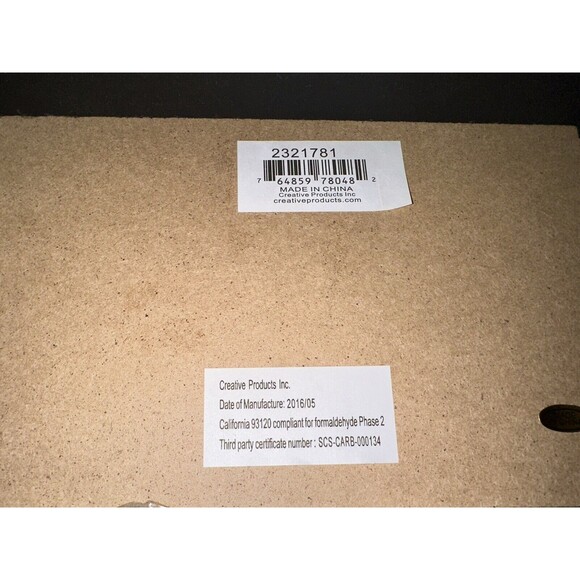 2321781
7 64859 78048 2
MADE IN CHINA
Creative Products Inc
creativeproducts.com
Creative Products Inc.
Date of Manufacture: 2016/05
California 93120 compliant for formaldehyde Phase 2
Third party certificate number : SCS-CARB-000134